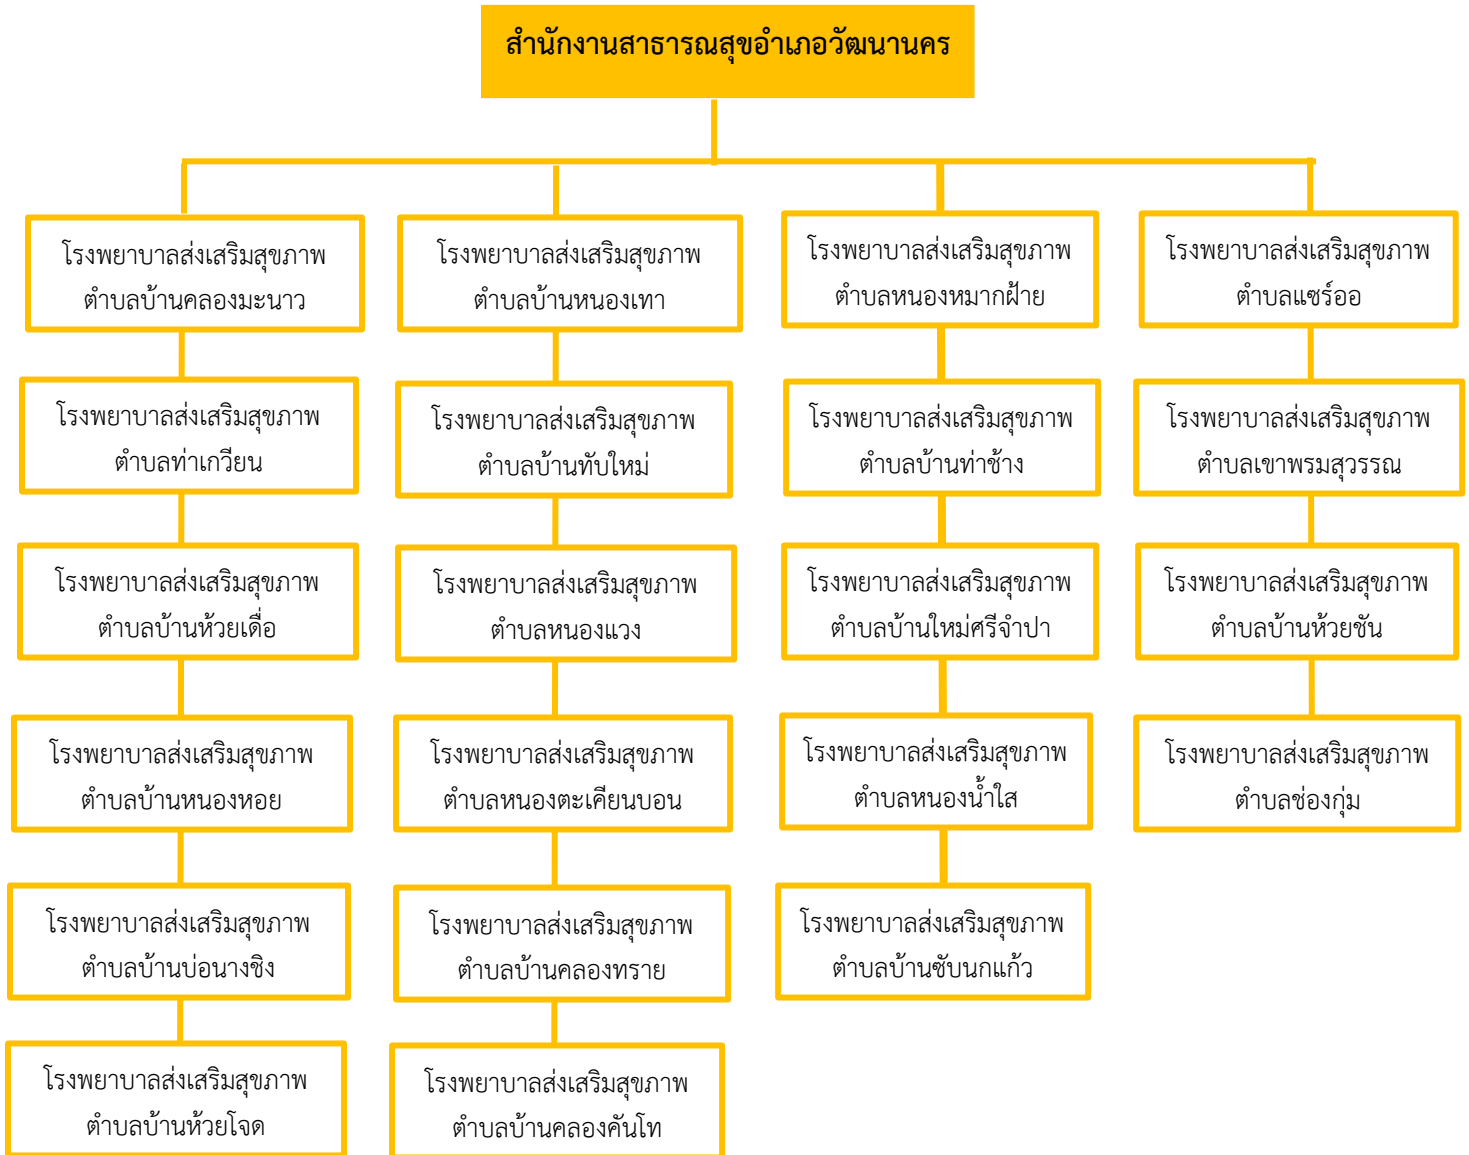 สำนักงานสาธารณสุขอำเภอวัฒนานคร
โรงพยาบาลส่งเสริมสุขภาพ
ตำบลบ้านคลองมะนาว
โรงพยาบาลส่งเสริมสุขภาพ
ตำบลท่าเกวียน
โรงพยาบาลส่งเสริมสุขภาพ
ตำบลบ้านห้วยเดื่อ
โรงพยาบาลส่งเสริมสุขภาพ
ตำบลบ้านหนองหอย
โรงพยาบาลส่งเสริมสุขภาพ
ตำบลบ้านบ่อนางชิง
โรงพยาบาลส่งเสริมสุขภาพ
ตำบลบ้านห้วยโจด
โรงพยาบาลส่งเสริมสุขภาพ
ตำบลบ้านหนองเทา
โรงพยาบาลส่งเสริมสุขภาพ
ตำบลบ้านทับใหม่
โรงพยาบาลส่งเสริมสุขภาพ
ตำบลหนองแวง
โรงพยาบาลส่งเสริมสุขภาพ
ตำบลหนองตะเคียนบอน
โรงพยาบาลส่งเสริมสุขภาพ
ตำบลบ้านคลองทราย
โรงพยาบาลส่งเสริมสุขภาพ
ตำบลบ้านคลองคันโท
โรงพยาบาลส่งเสริมสุขภาพ
ตำบลหนองหมากฝ้าย
โรงพยาบาลส่งเสริมสุขภาพ
ตำบลบ้านท่าช้าง
โรงพยาบาลส่งเสริมสุขภาพ
ตำบลบ้านใหม่ศรีจำปา
โรงพยาบาลส่งเสริมสุขภาพ
ตำบลหนองน้ำใส
โรงพยาบาลส่งเสริมสุขภาพ
ตำบลบ้านซับนกแก้ว
โรงพยาบาลส่งเสริมสุขภาพ
ตำบลแซร์ออ
โรงพยาบาลส่งเสริมสุขภาพ
ตำบลเขาพรมสุวรรณ
โรงพยาบาลส่งเสริมสุขภาพ
ตำบลบ้านห้วยชัน
โรงพยาบาลส่งเสริมสุขภาพ
ตำบลช่องกุ่ม